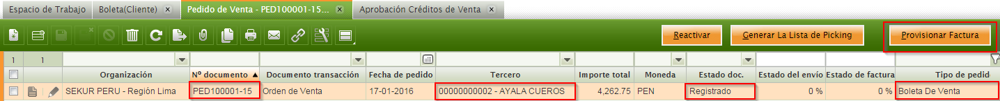 Espacio de Trabajo Boleta(Cliente) Pedido de Venta - PED100001-15... Aprobación Créditos de Venta
Reactivar Generar La Lista de Picking Provisionar Factura
1 1
Organización Nº documento Documento transacción Fecha de pedido Tercero Importe total Moneda Estado doc. Estado del envío Estado de factura Tipo de pedid
SEKUR PERU - Región Lima PED100001-15 Orden de Venta 17-01-2016 00000000002 - AYALA CUEROS 4,262.75 PEN Registrado 0 % 0 % Boleta De Venta